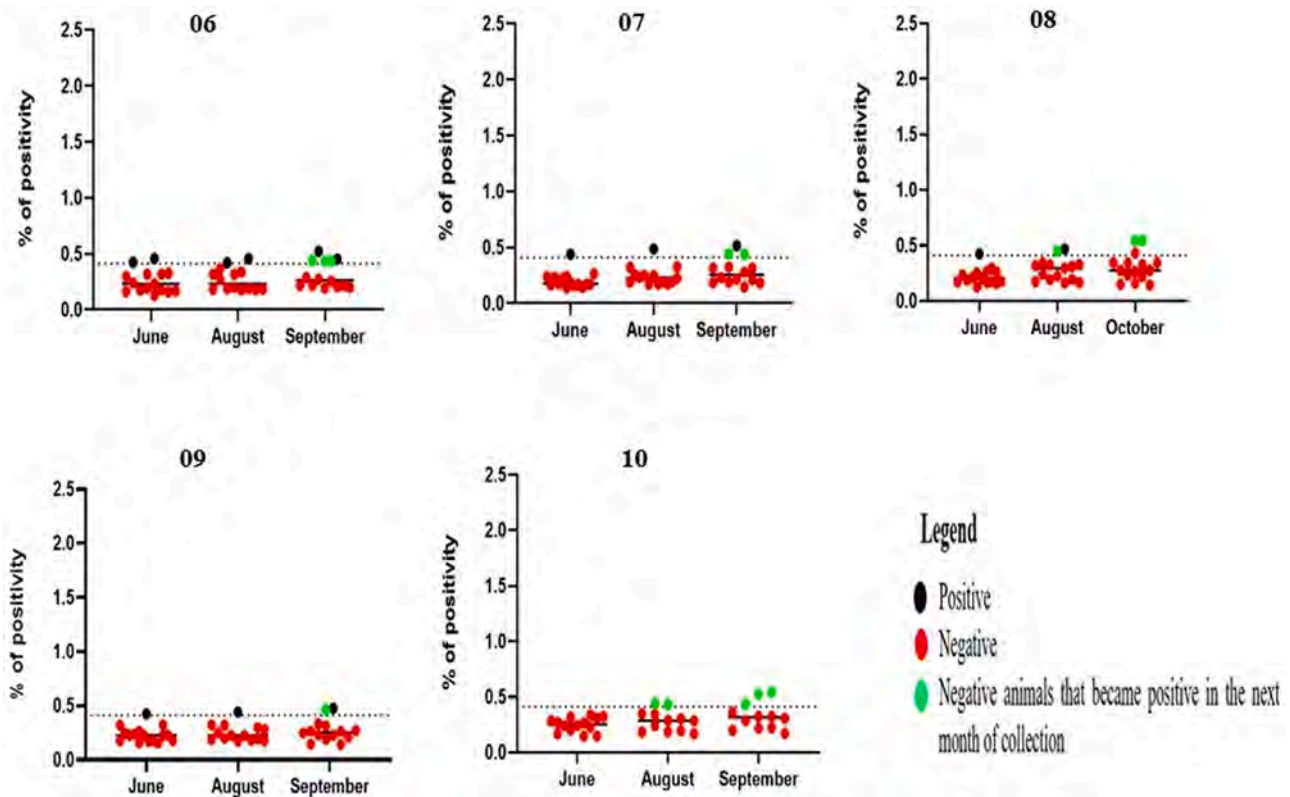 06
2.5
2.0
1.5
1.0
0.5
0.0
% of positivity
June August September
07
2.5
2.0
1.5
1.0
0.5
0.0
% of positivity
June August September
08
2.5
2.0
1.5
1.0
0.5
0.0
% of positivity
June August October
09
2.5
2.0
1.5
1.0
0.5
0.0
% of positivity
June August September
10
2.5
2.0
1.5
1.0
0.5
0.0
% of positivity
June August September
Legend
Positive
Negative
Negative animals that became positive in the next
month of collection